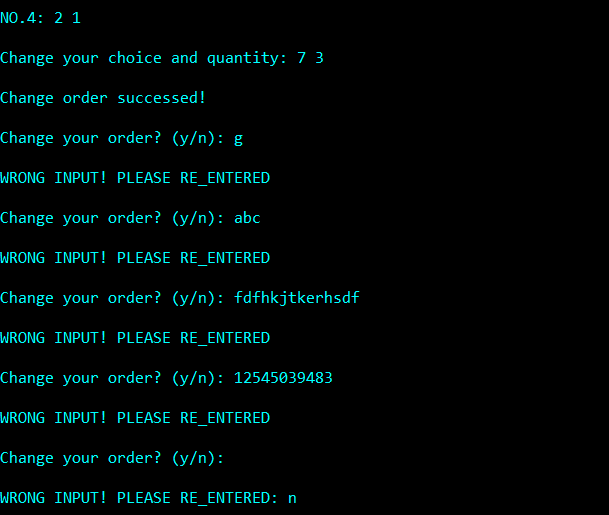 NO.4: 2 1
Change your choice and quantity: 7 3
Change order successed!
Change your order? (y/n): g
WRONG INPUT! PLEASE RE_ENTERED
Change your order? (y/n): abc
WRONG INPUT! PLEASE RE_ENTERED
Change your order? (y/n): fdfhkjtkerhsdf
WRONG INPUT! PLEASE RE_ENTERED
Change your order? (y/n): 12545039483
WRONG INPUT! PLEASE RE_ENTERED
Change your order? (y/n):
WRONG INPUT! PLEASE RE_ENTERED: n